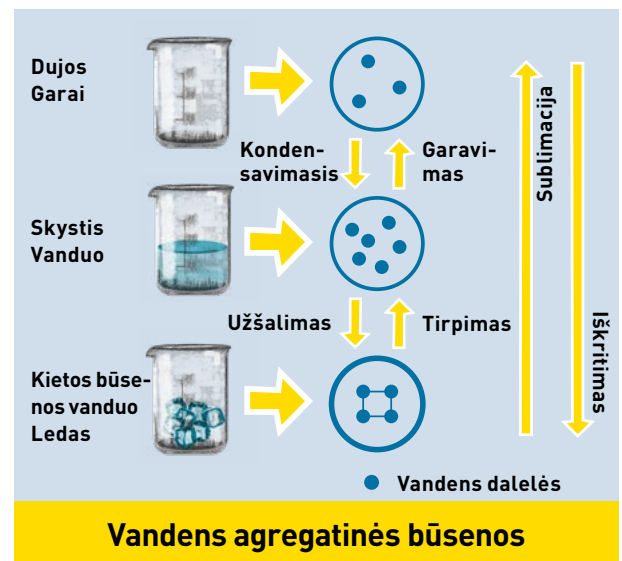 Dujos
Garai
Konden-
savimasis
Garavi-
mas
Sublimacija
Skystis
Vanduo
Užšalimas
Tirpimas
Iškritimas
Kietos būse-
nos vanduo
Ledas
Vandens dalelės
Vandens agregatinės būsenos